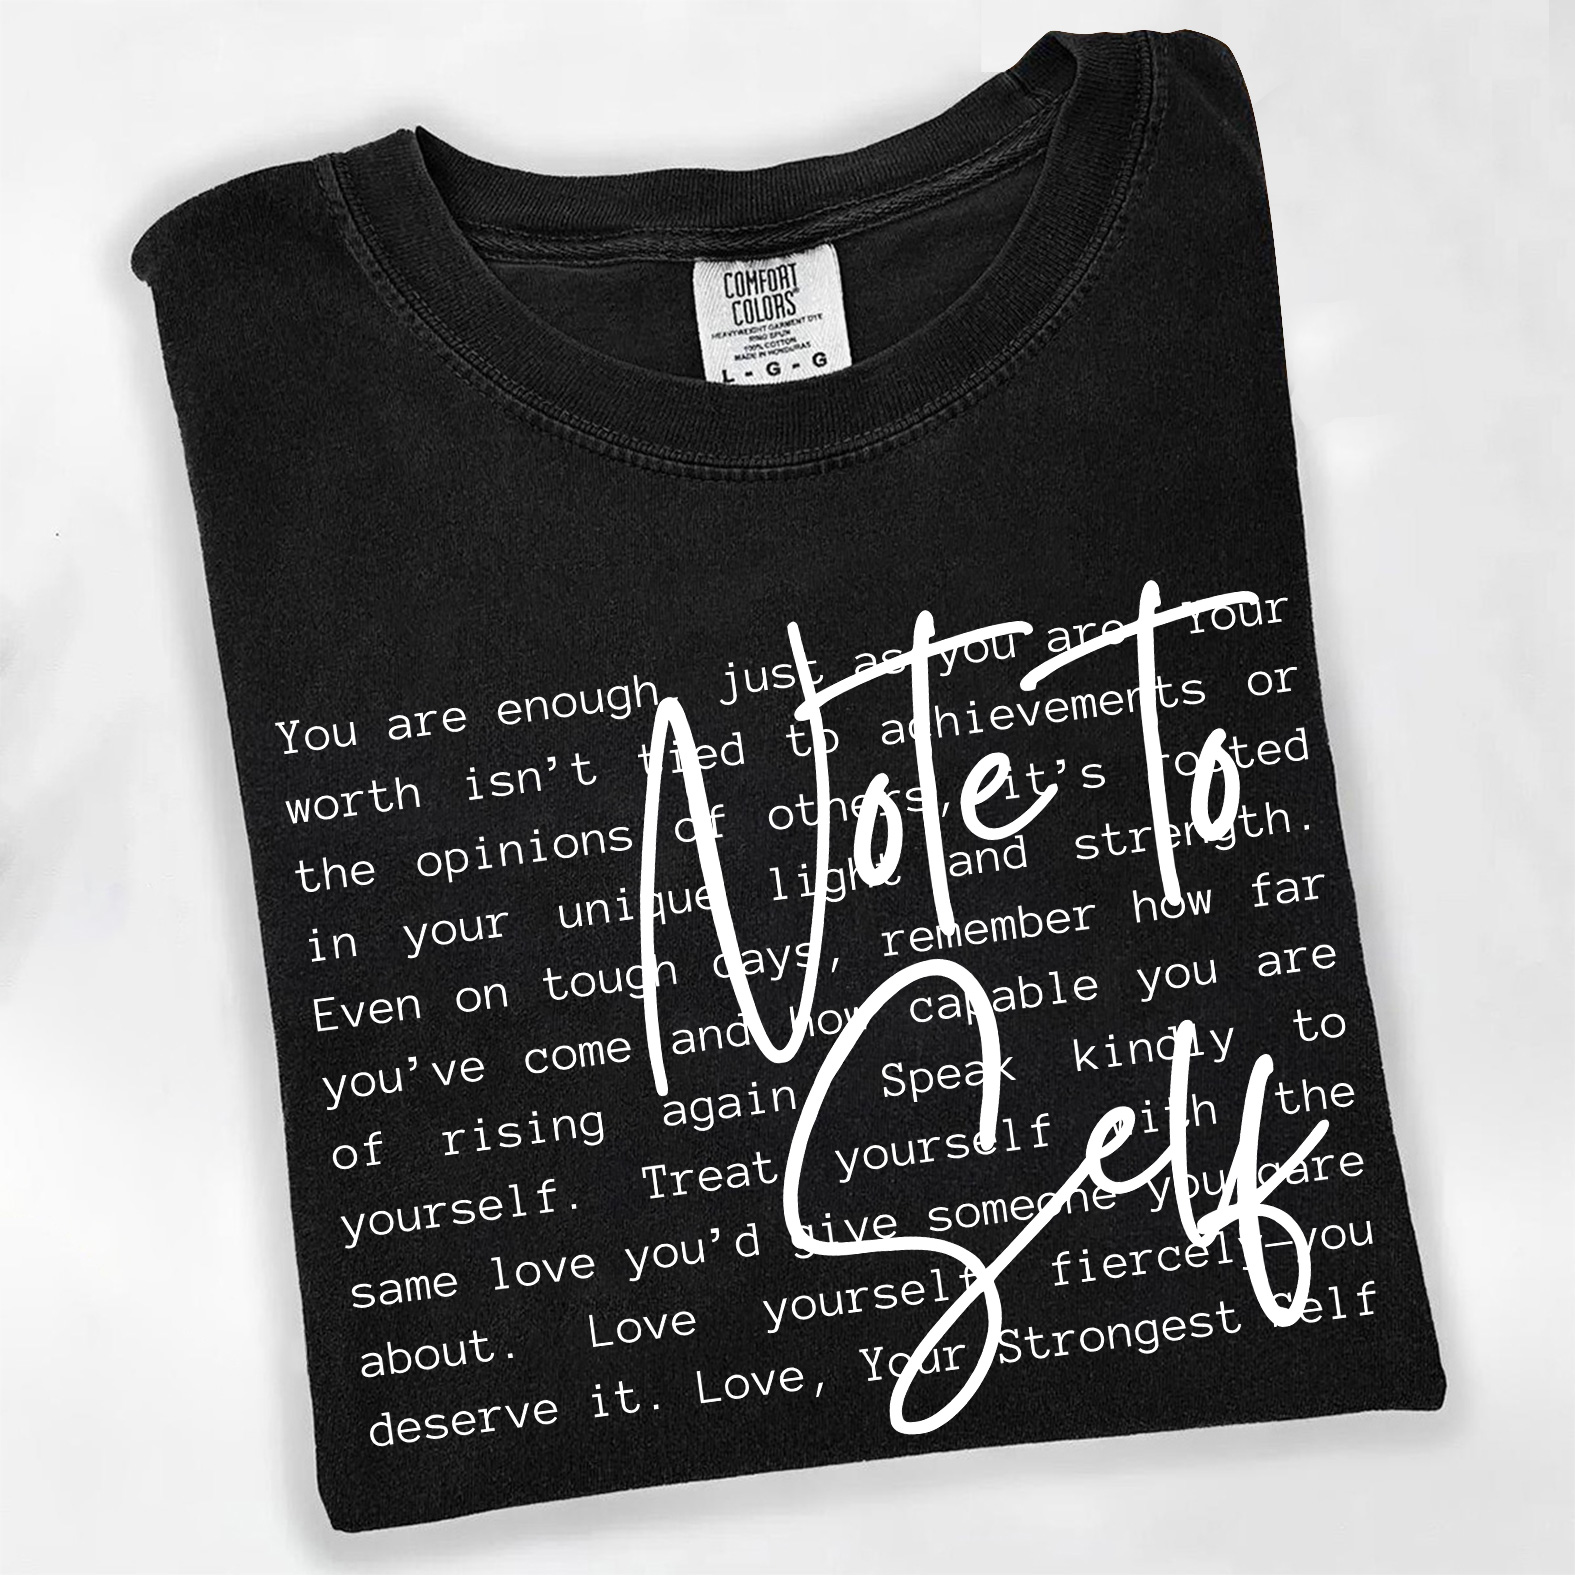 COMFORT
COLORS®
HEAVYWEIGHT GARMENT DYE
RING SPUN
100% COTTON
MADE IN HONDURAS
L - G - G
Note To
Self
You are enough, just as you are. Your
worth isn’t tied to achievements or
the opinions of others, it’s rooted
in your unique light and strength.
Even on tough days, remember how far
you’ve come and how capable you are
of rising again. Speak kindly to
yourself. Treat yourself with the
same love you’d give someone you care
about. Love yourself fiercely—you
deserve it. Love, Your Strongest Self